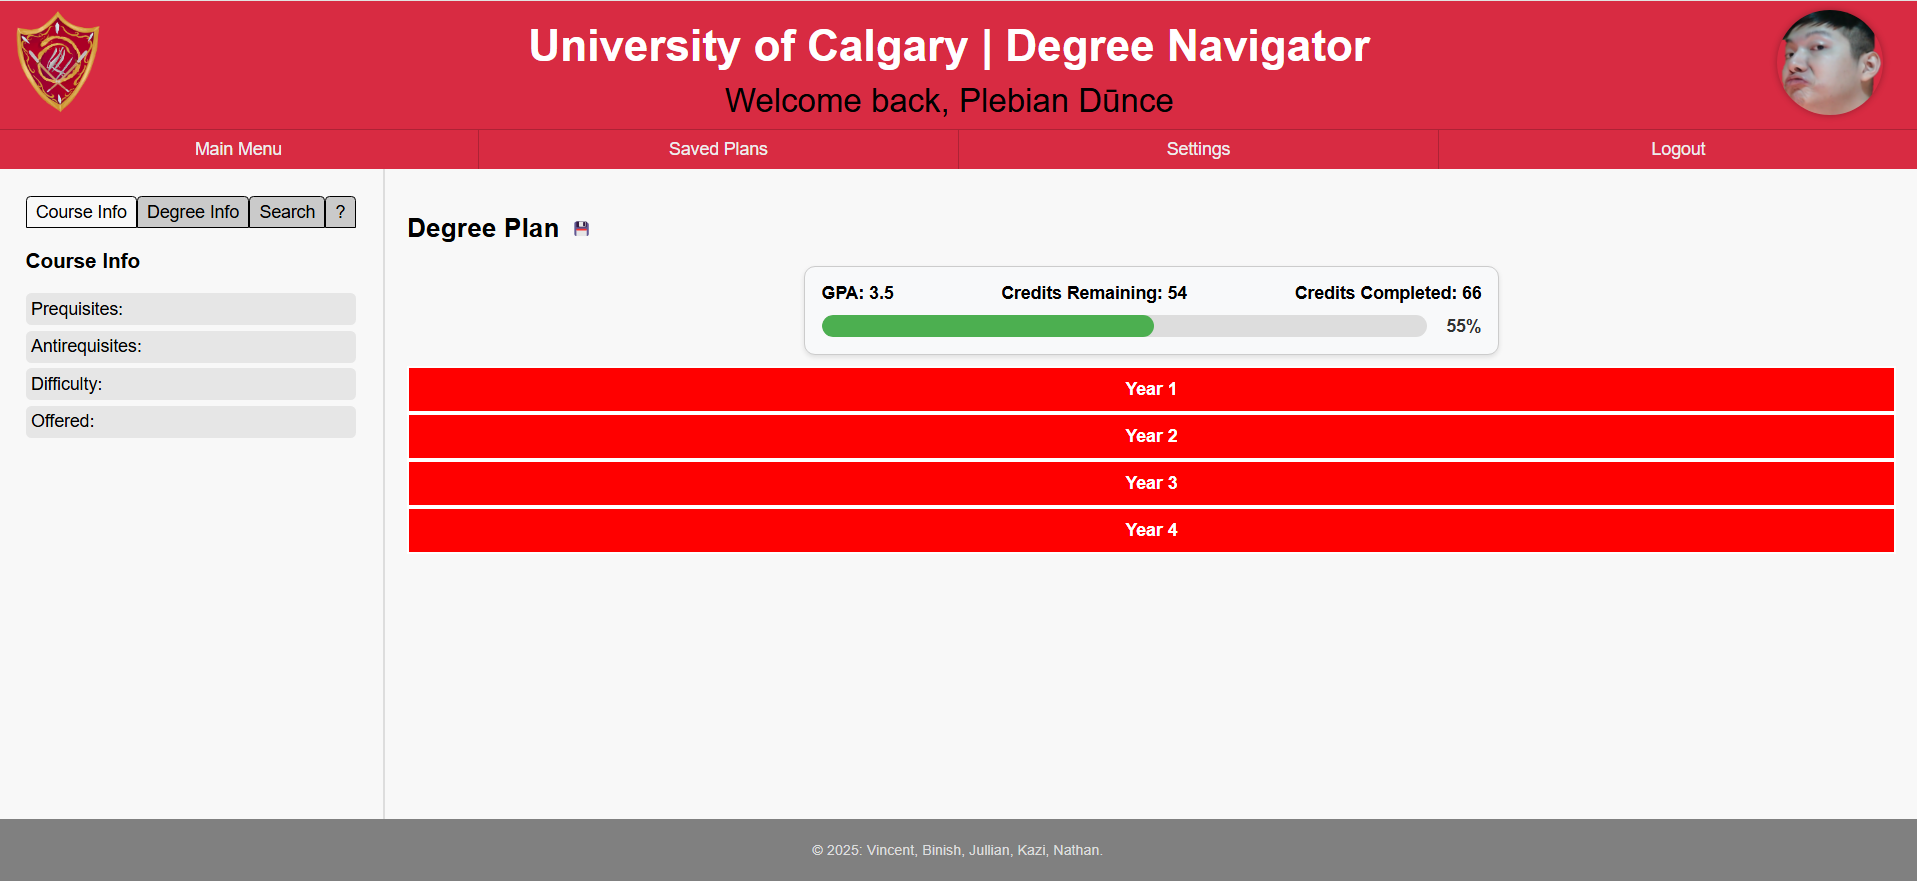 University of Calgary | Degree Navigator
Welcome back, Plebian Dūnce
Main Menu
Saved Plans
Settings
Logout
Course Info
Degree Info
Search
?
Course Info
Prequisites:
Antirequisites:
Difficulty:
Offered:
Degree Plan
GPA: 3.5
Credits Remaining: 54
Credits Completed: 66
55%
Year 1
Year 2
Year 3
Year 4
© 2025: Vincent, Binish, Jullian, Kazi, Nathan.